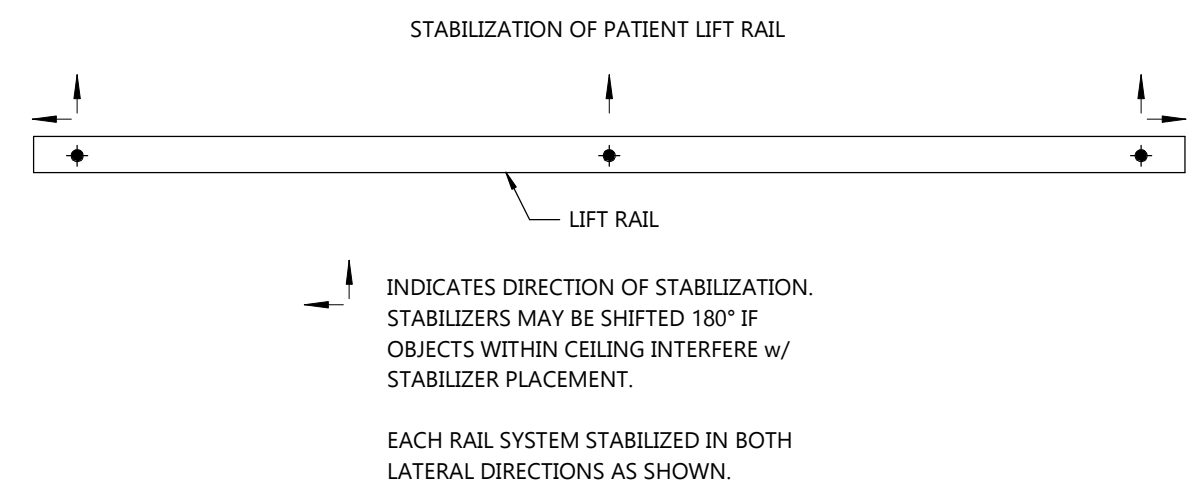 STABILIZATION OF PATIENT LIFT RAIL
LIFT RAIL
INDICATES DIRECTION OF STABILIZATION.
STABILIZERS MAY BE SHIFTED 180° IF
OBJECTS WITHIN CEILING INTERFERE w/
STABILIZER PLACEMENT.
EACH RAIL SYSTEM STABILIZED IN BOTH
LATERAL DIRECTIONS AS SHOWN.